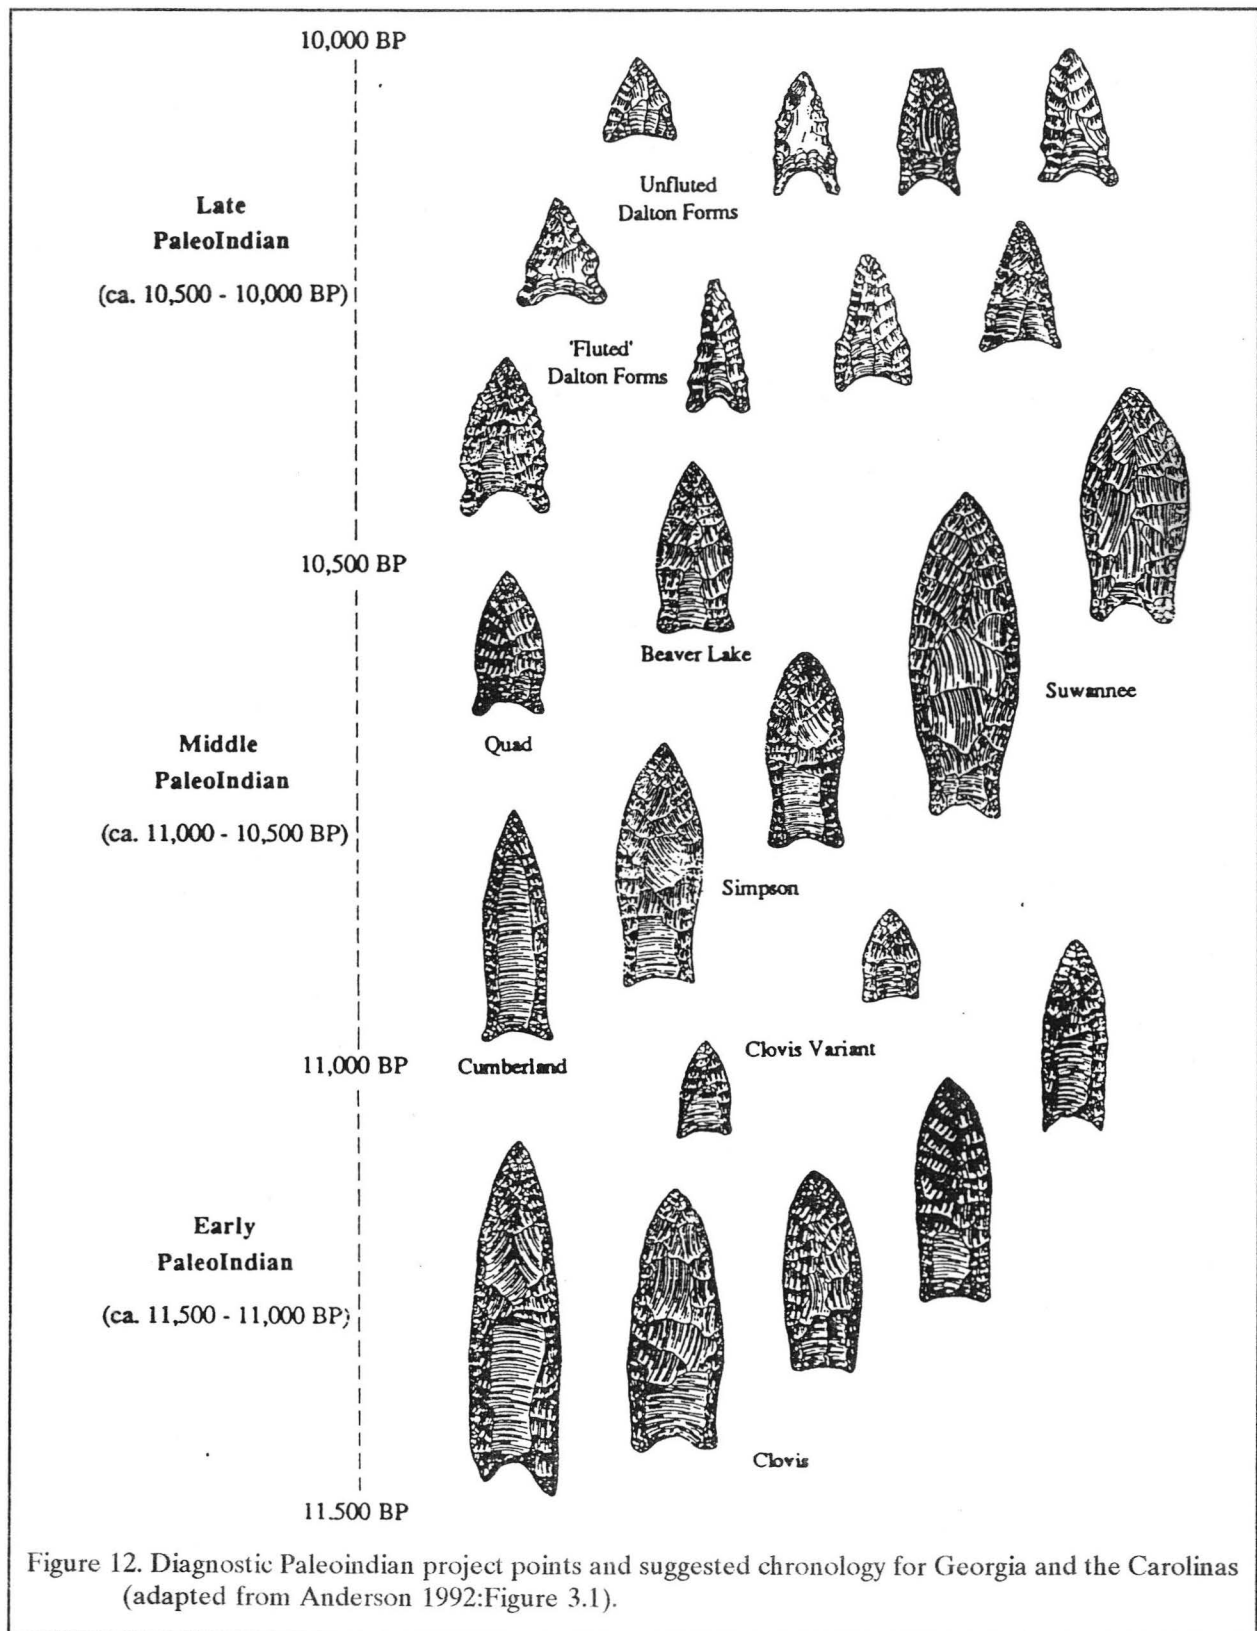 10,000 BP
Unfluted
Dalton Forms
Late
PaleoIndian
(ca. 10,500 - 10,000 BP)
'Fluted'
Dalton Forms
10,500 BP
Beaver Lake
Suwannee
Quad
Middle
PaleoIndian
(ca. 11,000 - 10,500 BP)
Simpson
Clovis Variant
11,000 BP
Cumberland
Early
PaleoIndian
(ca. 11,500 - 11,000 BP)
Clovis
11.500 BP
Figure 12. Diagnostic Paleoindian project points and suggested chronology for Georgia and the Carolinas
(adapted from Anderson 1992:Figure 3.1).